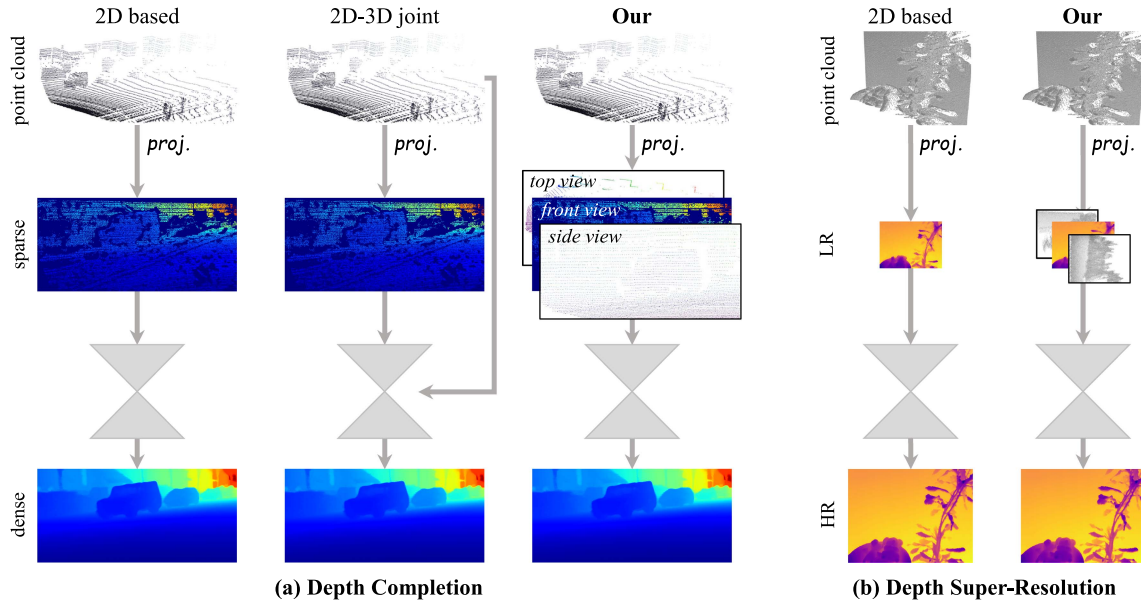 2D based
2D-3D joint
Our
2D based
Our
point cloud
point cloud
proj.
proj.
proj.
proj.
proj.
top view
front view
side view
sparse
LR
dense
HR
(a) Depth Completion
(b) Depth Super-Resolution